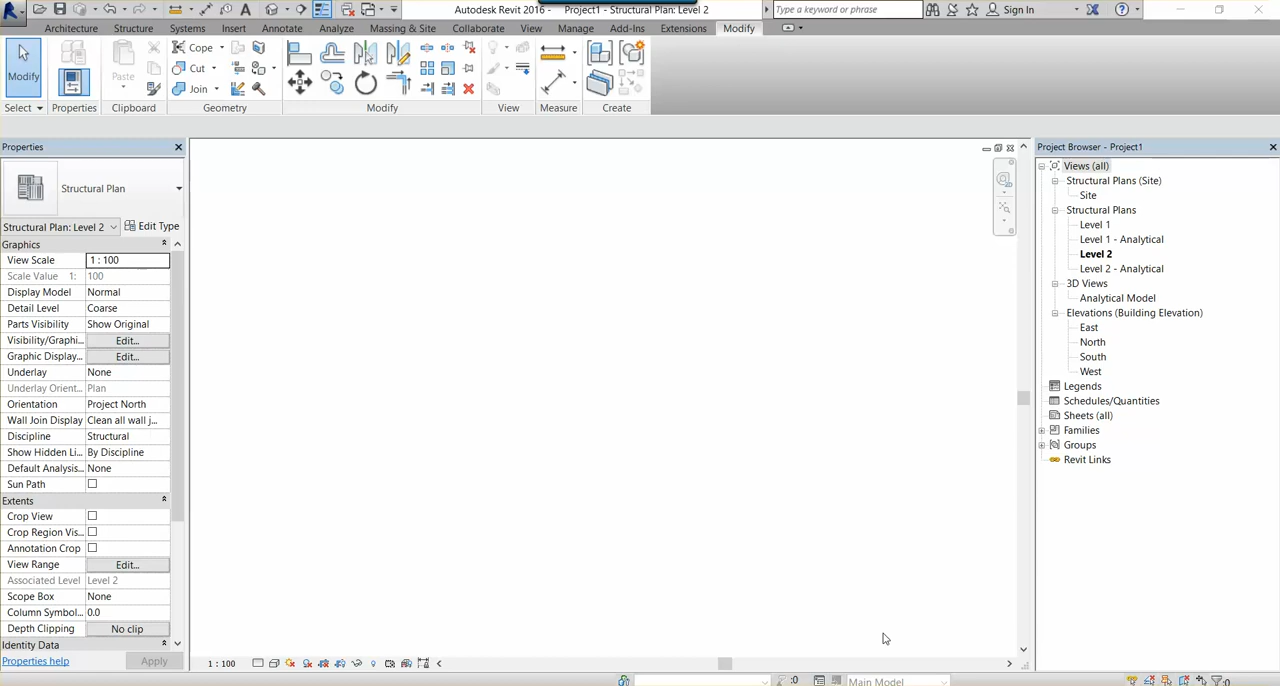 Autodesk Revit 2016 - Project1 - Structural Plan: Level 2
Type a keyword or phrase
Sign In
Architecture Structure Systems Insert Annotate Analyze Massing & Site Collaborate View Manage Add-Ins Extensions Modify
Modify
Paste
Cope
Cut
Join
Select Properties Clipboard Geometry Modify View Measure Create
Properties
Structural Plan
Structural Plan: Level 2 Edit Type
Graphics
View Scale 1 : 100
Scale Value 1: 100
Display Model Normal
Detail Level Coarse
Parts Visibility Show Original
Visibility/Graphi... Edit...
Graphic Display... Edit...
Underlay None
Underlay Orient... Plan
Orientation Project North
Wall Join Display Clean all wall j...
Discipline Structural
Show Hidden Li... By Discipline
Default Analysis... None
Sun Path
Extents
Crop View
Crop Region Vis...
Annotation Crop
View Range Edit...
Associated Level Level 2
Scope Box None
Column Symbol... 0.0
Depth Clipping No clip
Identity Data
Properties help Apply
1 : 100
:0
Main Model
:0
Project Browser - Project1
Views (all)
Structural Plans (Site)
Site
Structural Plans
Level 1
Level 1 - Analytical
Level 2
Level 2 - Analytical
3D Views
Analytical Model
Elevations (Building Elevation)
East
North
South
West
Legends
Schedules/Quantities
Sheets (all)
Families
Groups
Revit Links